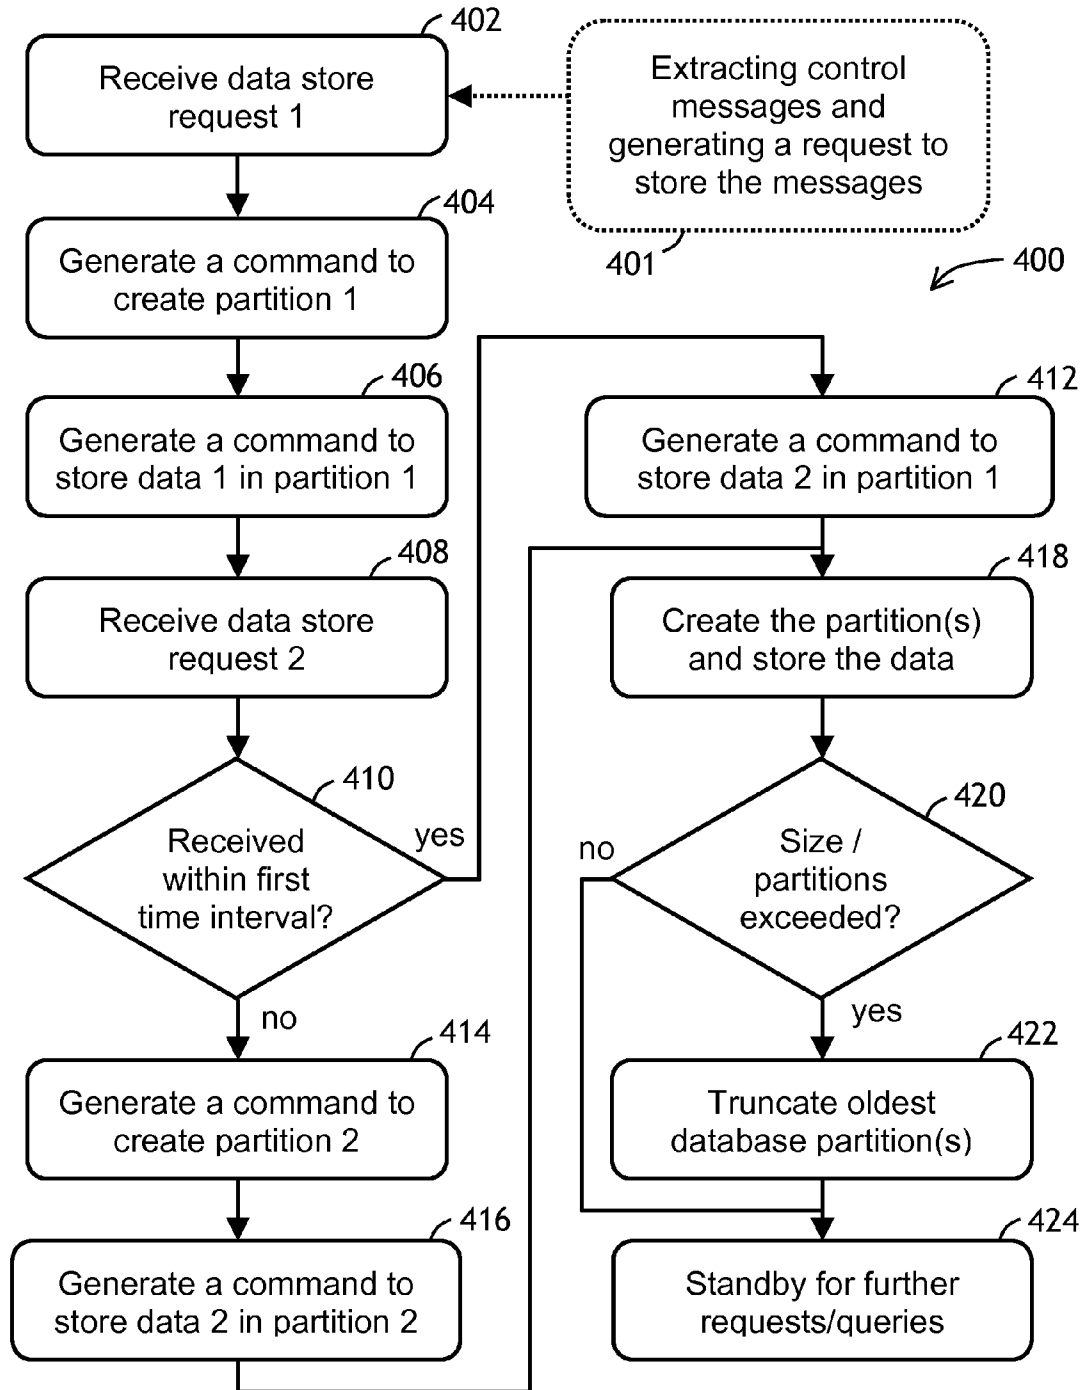 402
Receive data store
request 1
Extracting control
messages and
generating a request to
store the messages
401
400
404
Generate a command to
create partition 1
406
Generate a command to
store data 1 in partition 1
408
Receive data store
request 2
410
Received
within first
time interval?
yes
no
414
Generate a command to
create partition 2
416
Generate a command to
store data 2 in partition 2
412
Generate a command to
store data 2 in partition 1
418
Create the partition(s)
and store the data
420
Size /
partitions
exceeded?
no
yes
422
Truncate oldest
database partition(s)
424
Standby for further
requests/queries